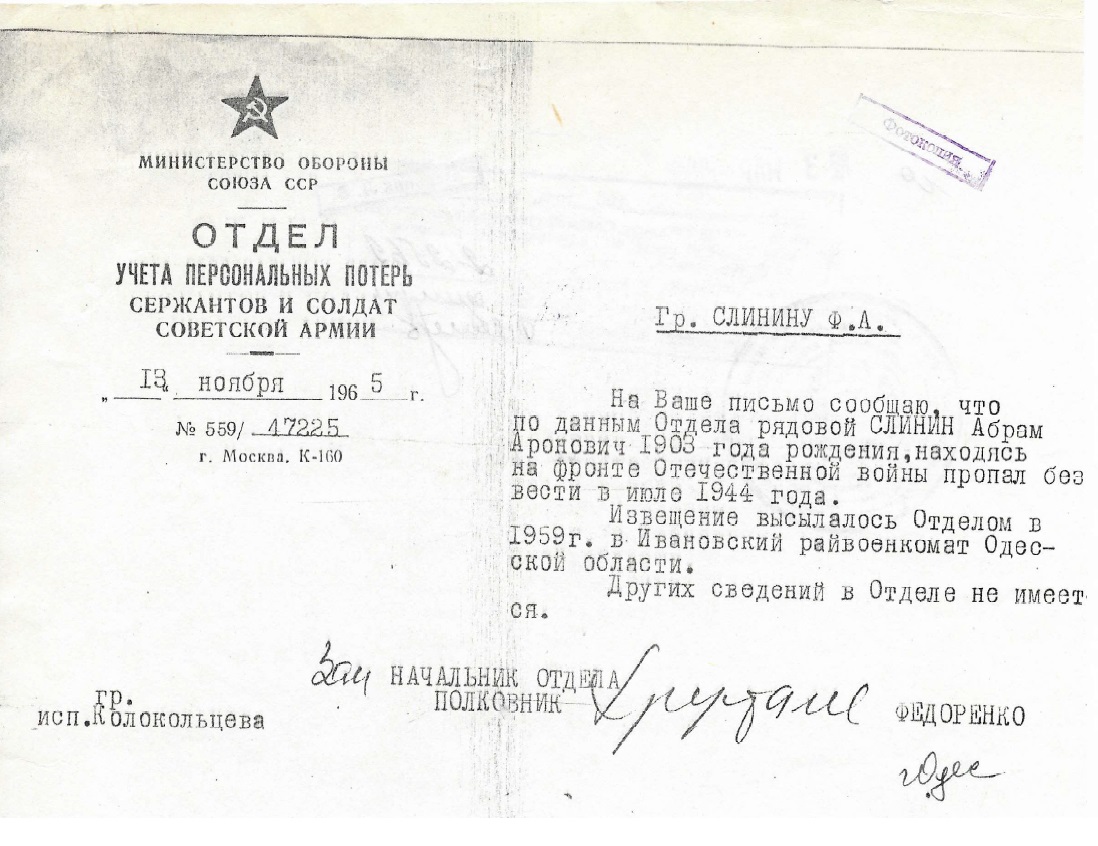 МИНИСТЕРСТВО ОБОРОНЫ
СОЮЗА ССР
ОТДЕЛ
УЧЕТА ПЕРСОНАЛЬНЫХ ПОТЕРЬ
СЕРЖАНТОВ И СОЛДАТ
СОВЕТСКОЙ АРМИИ
„13“ ноября 1965 г.
№ 559/ 47225
г. Москва, К-160
Фотокопия
Гр. СЛИНИНУ Ф.А.
На Ваше письмо сообщаю, что
по данным Отдела рядовой СЛИНИН Абрам
Аронович 1903 года рождения,находясь
на фронте Отечественной войны пропал без
вести в июле 1944 года.
Извещение высылалось Отделом в
1959г. в Ивановский райвоенкомат Одес-
ской области.
Других сведений в Отделе не имеет
ся.
Зам НАЧАЛЬНИК ОТДЕЛА
ПОЛКОВНИК
ФЕДОРЕНКО
гр.
исп.Колокольцева